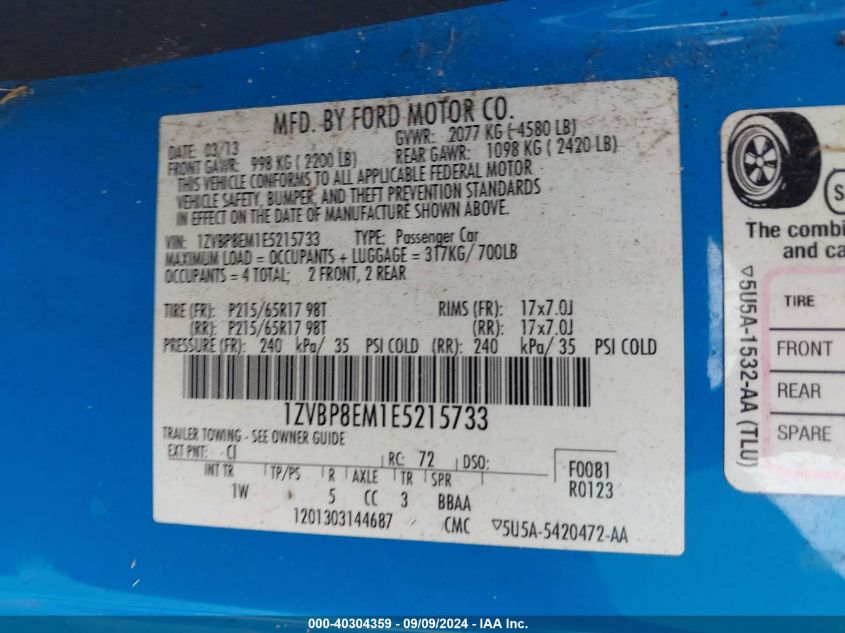 MFD. BY FORD MOTOR CO.
DATE: 03/13 GVWR: 2077 KG (-4580 LB)
FRONT GAWR: 998 KG ( 2200 LB) REAR GAWR: 1098 KG ( 2420 LB)
THIS VEHICLE CONFORMS TO ALL APPLICABLE FEDERAL MOTOR
VEHICLE SAFETY, BUMPER, AND THEFT PREVENTION STANDARDS
IN EFFECT ON THE DATE OF MANUFACTURE SHOWN ABOVE.
VIN: 1ZVBP8EM1E5215733 TYPE: Passenger Car
MAXIMUM LOAD = OCCUPANTS + LUGGAGE = 317KG/ 700LB
OCCUPANTS = 4 TOTAL; 2 FRONT, 2 REAR
TIRE (FR): P215/65R17 98T RIMS (FR): 17x7.0J
(RR): P215/65R17 98T (RR): 17x7.0J
PRESSURE (FR): 240 kPa/ 35 PSI COLD (RR): 240 kPa/ 35 PSI COLD
1ZVBP8EM1E5215733
TRAILER TOWING - SEE OWNER GUIDE
EXT PNT: CI RC: 72 DSO:
INT TR TP/PS R AXLE TR SPR
F0081
R0123
1W 5 CC 3 BBAA
1201303144687 CMC ▽5U5A-5420472-AA
S
The combi
and ca
▽5U5A-1532-AA (TLU)
TIRE
FRONT
REAR
SPARE
000-40304359 - 09/09/2024 - IAA Inc.